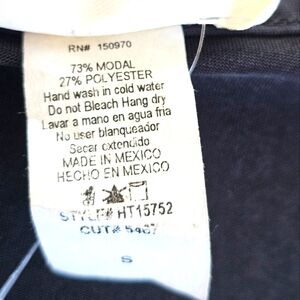 RN# 150970
73% MODAL
27% POLYESTER
Hand wash in cold water
Do not Bleach Hang dry
Lavar a mano en agua fria
No user blanqueador
Secar extendido
MADE IN MEXICO
HECHO EN MEXICO
STYLE# HT15752
CUT# 5467
S